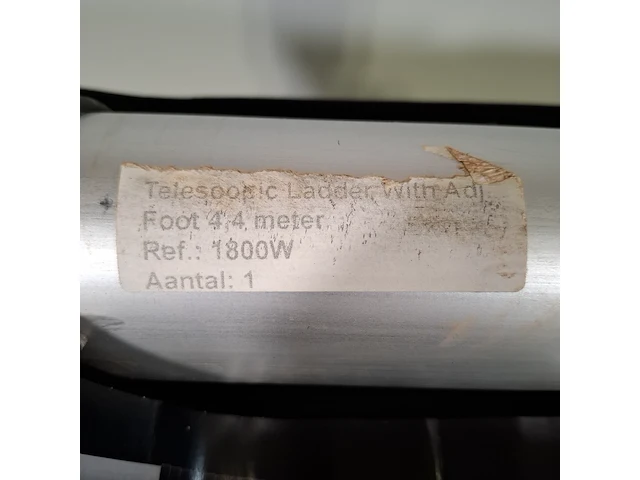 Telescopic Ladder With Adj.
Foot 4,4 meter
Ref.: 1800W
Aantal: 1